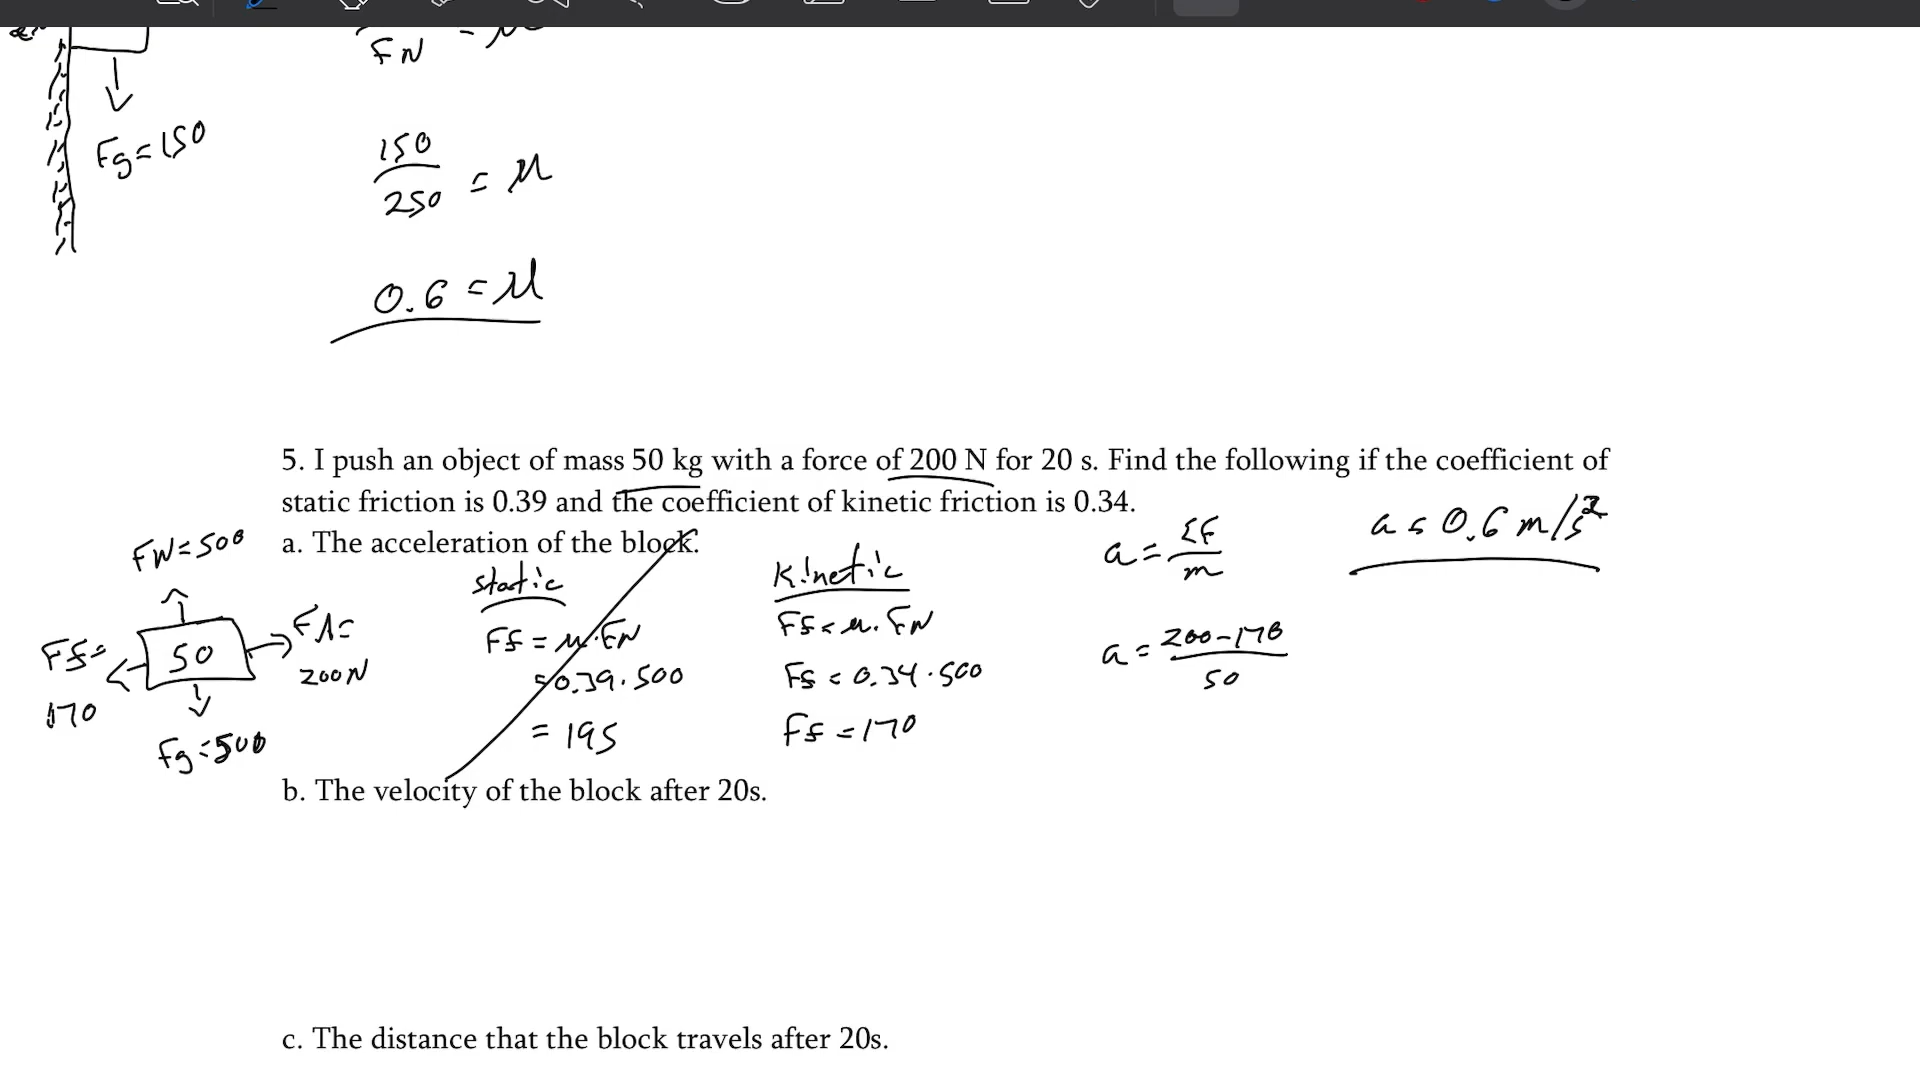 FN
Fg = 150
150
250
= μ
0.6 = μ
5. I push an object of mass 50 kg with a force of 200 N for 20 s. Find the following if the coefficient of
static friction is 0.39 and the coefficient of kinetic friction is 0.34.
a. The acceleration of the block.
FN = 500
50
Ff =
170
FA =
200N
Fg = 500
static
Ff = μ·FN
= 0.39·500
= 195
Kinetic
Ff = μ·FN
Ff = 0.34·500
Ff = 170
a = ΣF
m
a = 200-170
50
a = 0.6 m/s²
b. The velocity of the block after 20s.
c. The distance that the block travels after 20s.